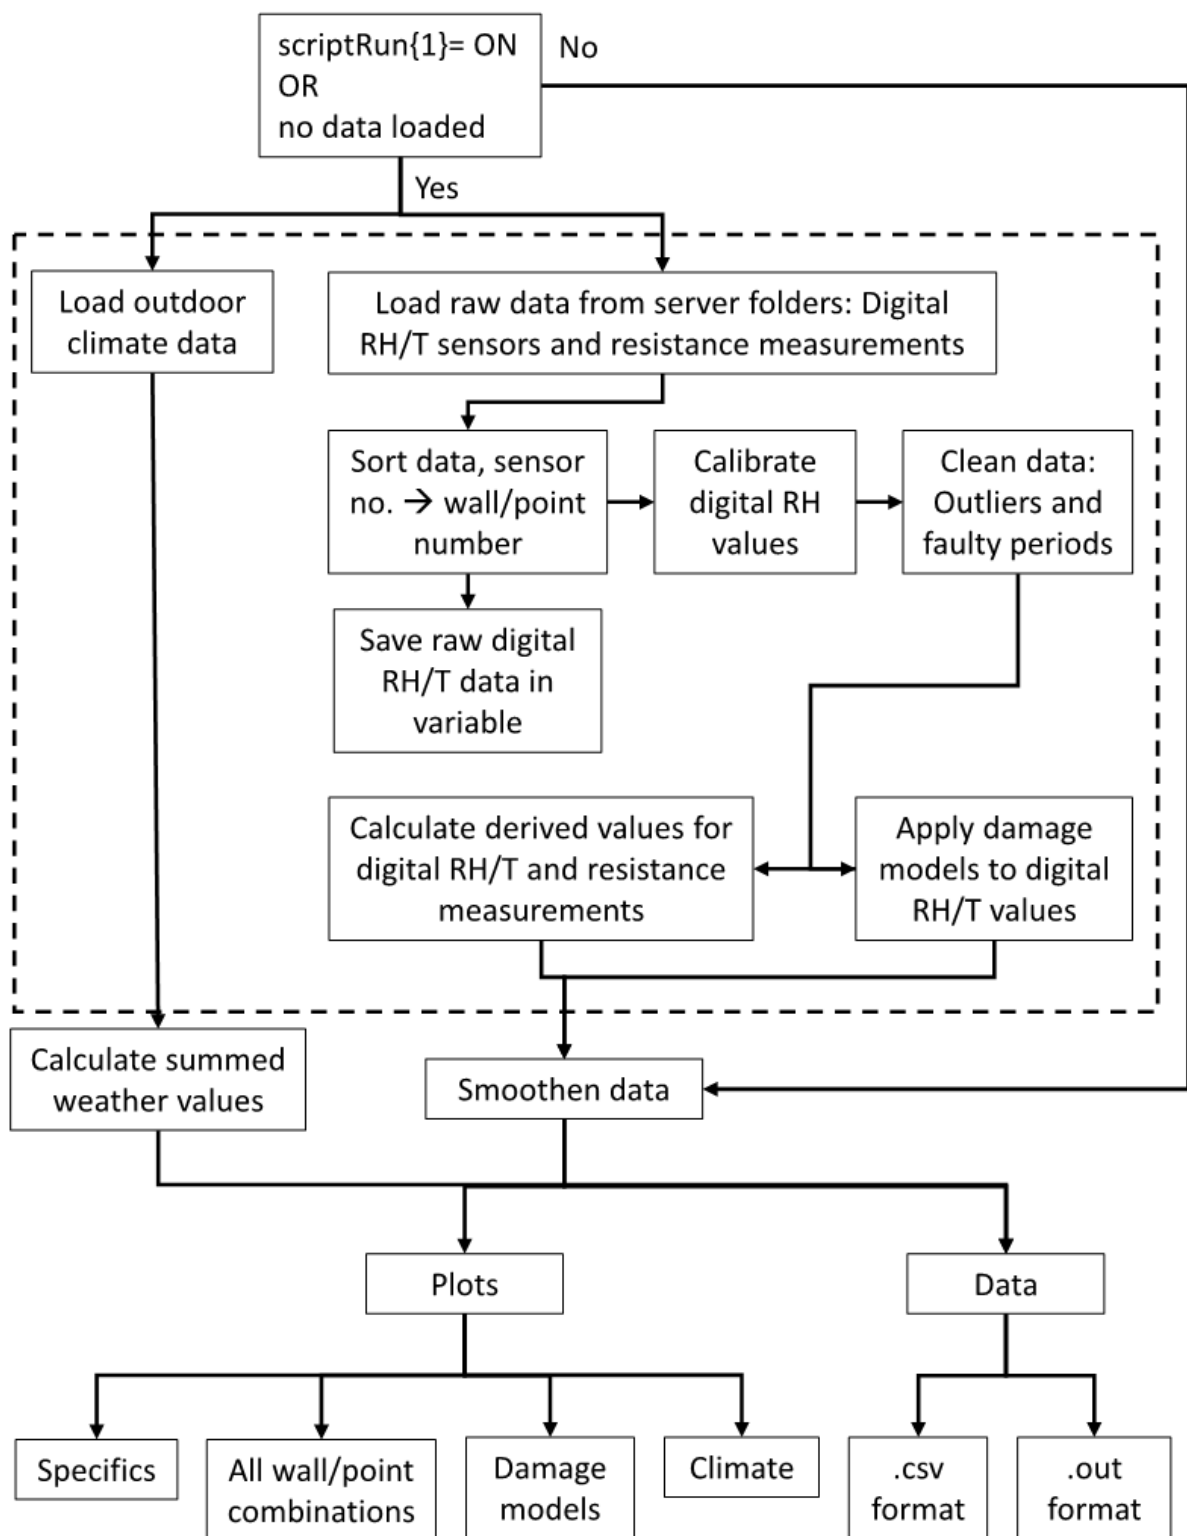 scriptRun{1}= ON
OR
no data loaded
No
Yes
Load outdoor
climate data
Load raw data from server folders: Digital
RH/T sensors and resistance measurements
Sort data, sensor
no. → wall/point
number
Calibrate
digital RH
values
Clean data:
Outliers and
faulty periods
Save raw digital
RH/T data in
variable
Calculate derived values for
digital RH/T and resistance
measurements
Apply damage
models to digital
RH/T values
Calculate summed
weather values
Smoothen data
Plots
Data
Specifics
All wall/point
combinations
Damage
models
Climate
.csv
format
.out
format